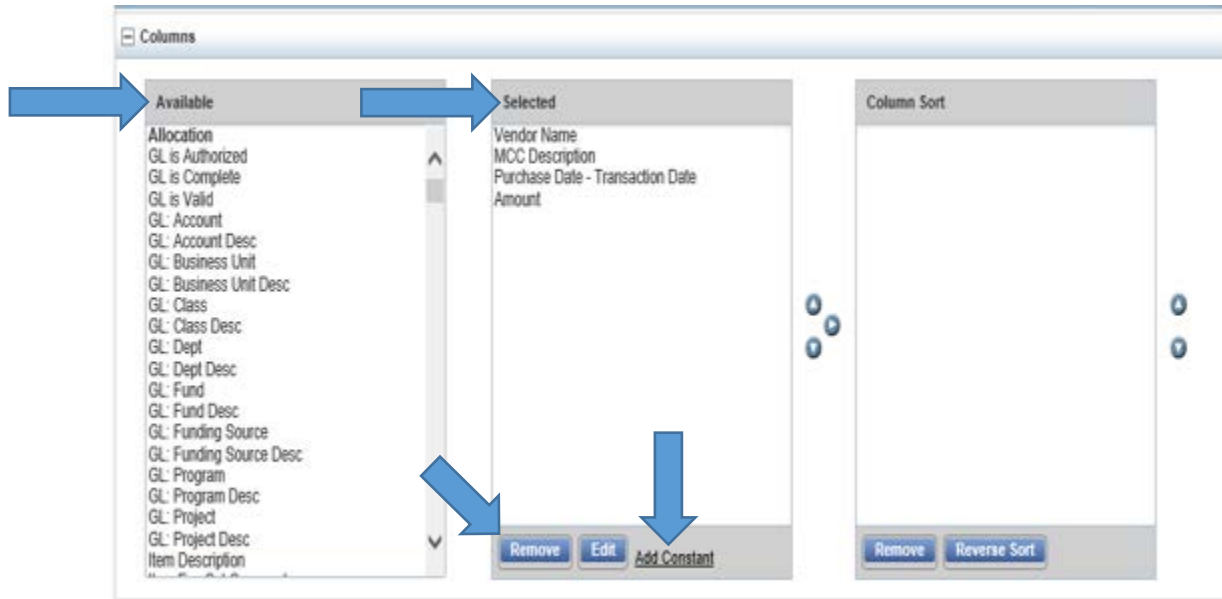 Columns
Available
Allocation
GL is Authorized
GL is Complete
GL is Valid
GL: Account
GL: Account Desc
GL: Business Unit
GL: Business Unit Desc
GL: Class
GL: Class Desc
GL: Dept
GL: Dept Desc
GL: Fund
GL: Fund Desc
GL: Funding Source
GL: Funding Source Desc
GL: Program
GL: Program Desc
GL: Project
GL: Project Desc
Item Description
Selected
Vendor Name
MCC Description
Purchase Date - Transaction Date
Amount
Remove Edit Add Constant
Column Sort
Remove Reverse Sort